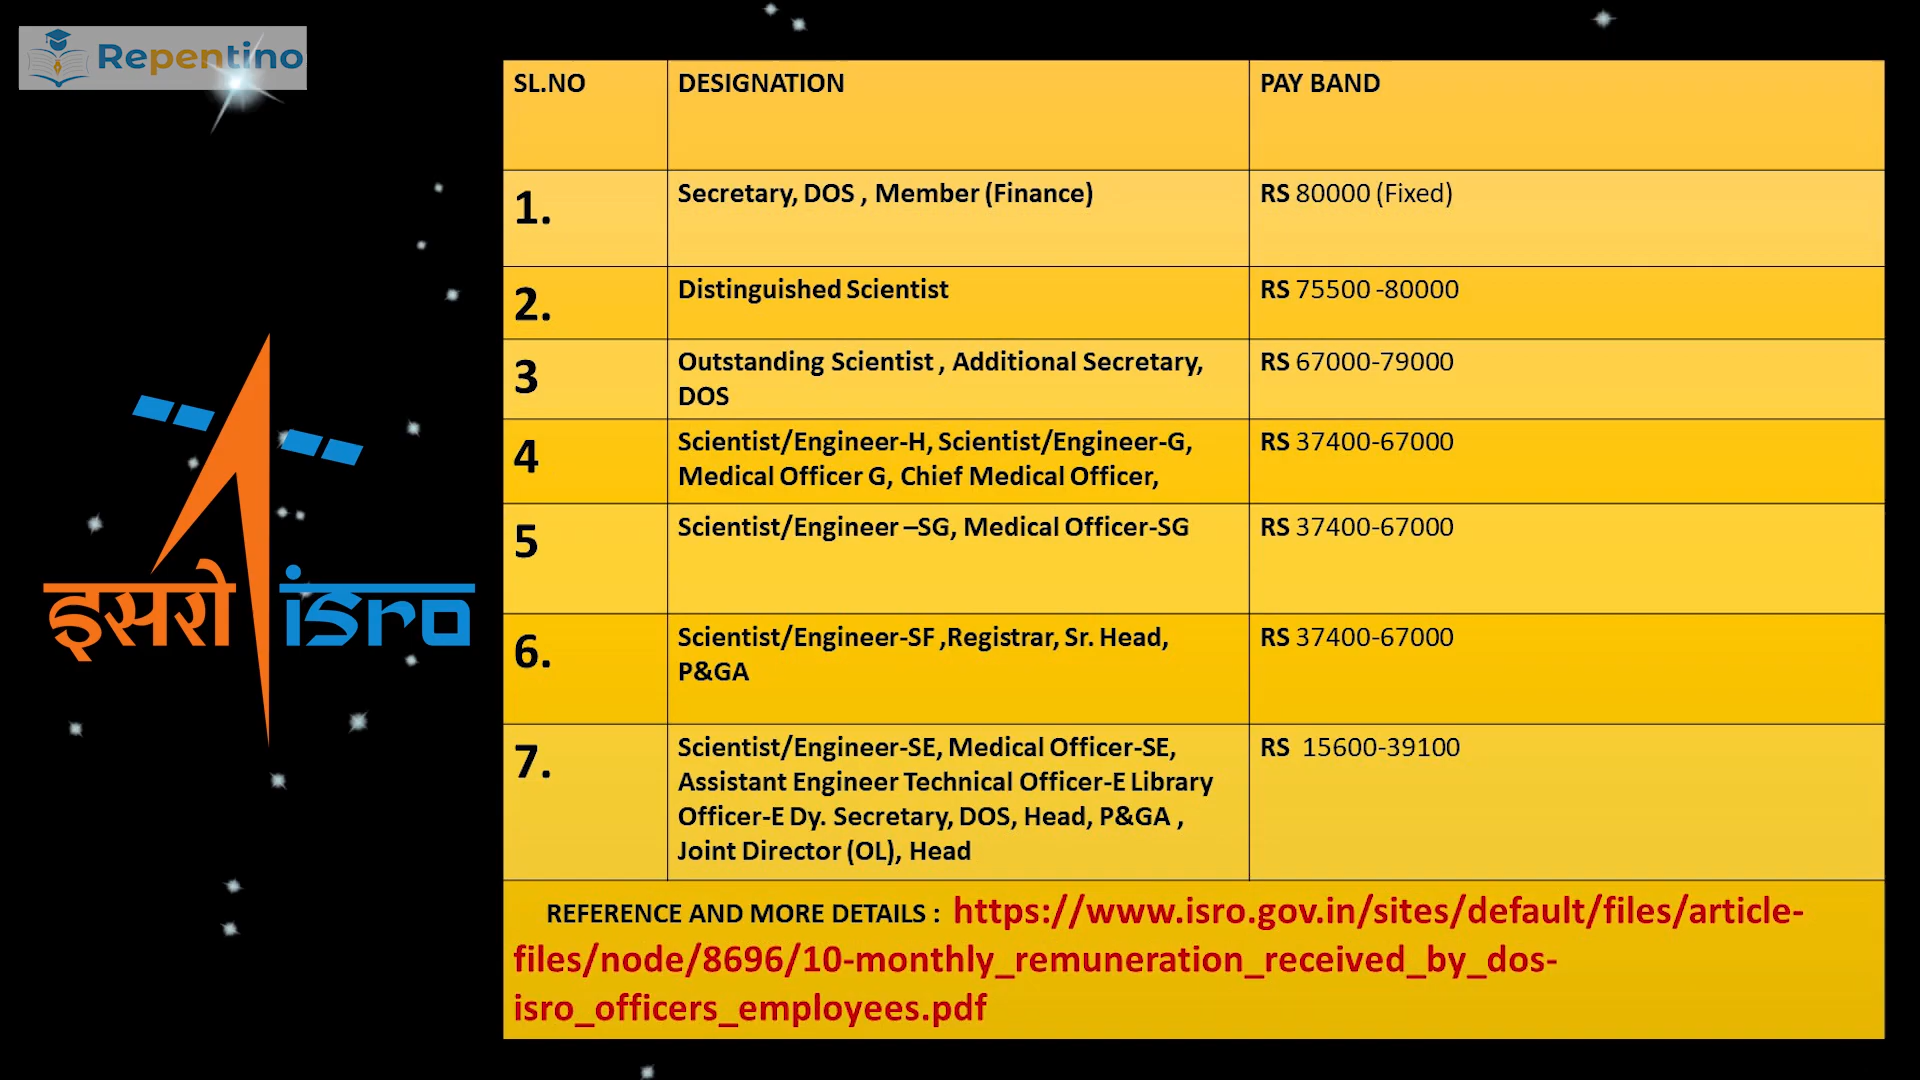 Repentino
SL.NO DESIGNATION PAY BAND
1. Secretary, DOS , Member (Finance) RS 80000 (Fixed)
2. Distinguished Scientist RS 75500 -80000
3 Outstanding Scientist , Additional Secretary, RS 67000-79000
DOS
4 Scientist/Engineer-H, Scientist/Engineer-G, RS 37400-67000
Medical Officer G, Chief Medical Officer,
5 Scientist/Engineer –SG, Medical Officer-SG RS 37400-67000
6. Scientist/Engineer-SF ,Registrar, Sr. Head, RS 37400-67000
P&GA
7. Scientist/Engineer-SE, Medical Officer-SE, RS 15600-39100
Assistant Engineer Technical Officer-E Library
Officer-E Dy. Secretary, DOS, Head, P&GA ,
Joint Director (OL), Head
REFERENCE AND MORE DETAILS : https://www.isro.gov.in/sites/default/files/article-
files/node/8696/10-monthly_remuneration_received_by_dos-
isro_officers_employees.pdf
इसरो isro